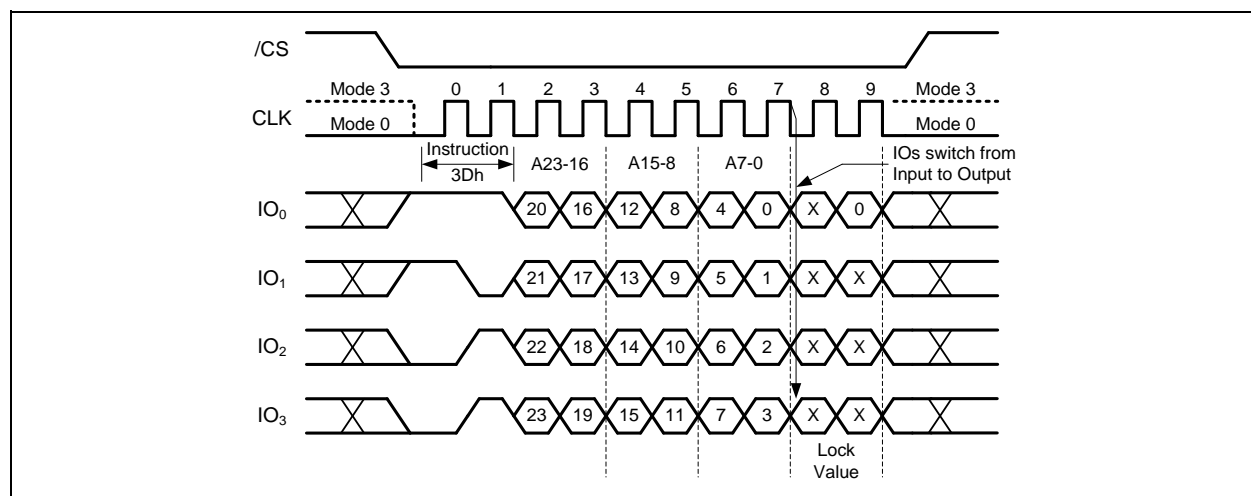 /CS
Mode 3 0 1 2 3 4 5 6 7 8 9 Mode 3
CLK
Mode 0 Mode 0
Instruction
3Dh
A23-16 A15-8 A7-0
IOs switch from
Input to Output
IO0 20 16 12 8 4 0 X 0
IO1 21 17 13 9 5 1 X X
IO2 22 18 14 10 6 2 X X
IO3 23 19 15 11 7 3 X X
Lock
Value